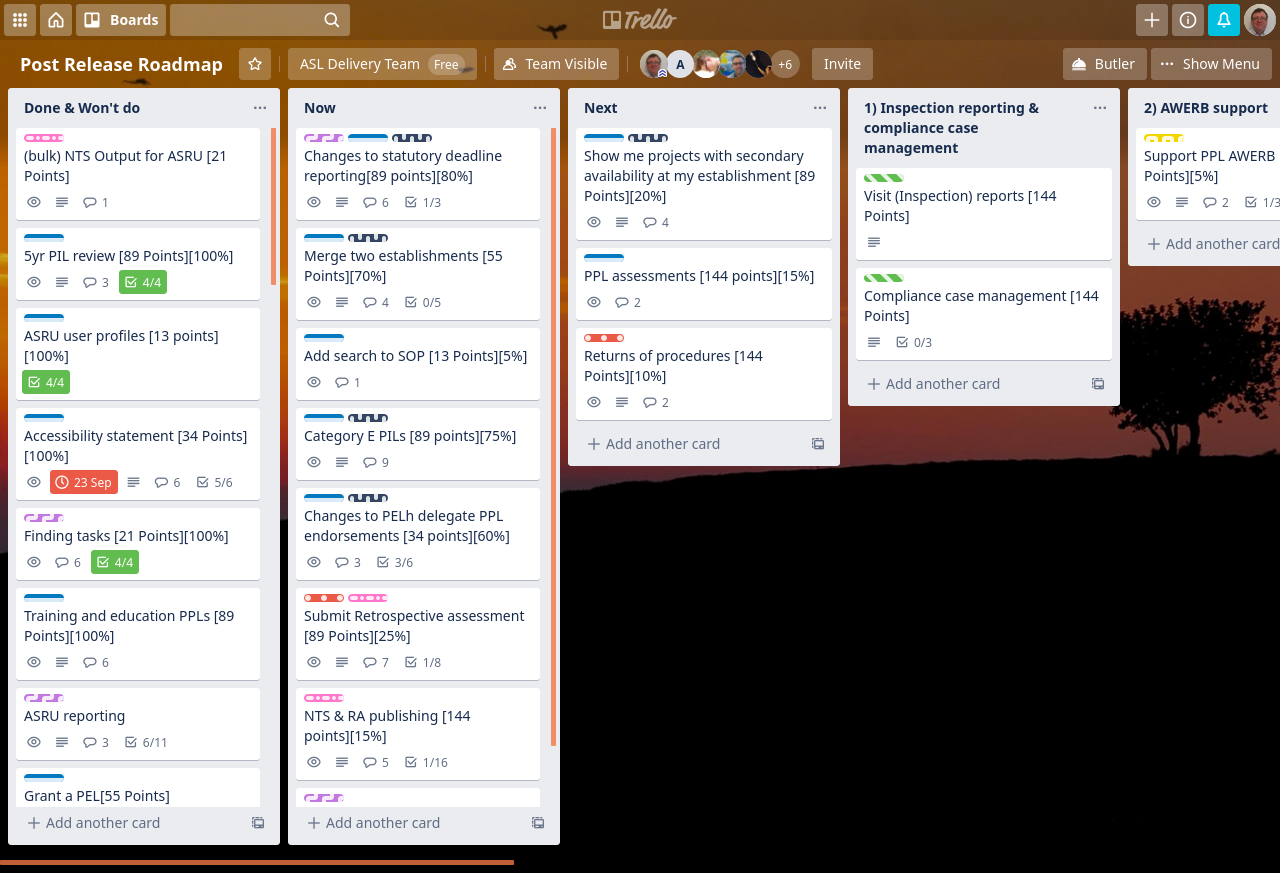 Boards
Trello
Post Release Roadmap
ASL Delivery Team
Free
Team Visible
A
+6
Invite
Butler
Show Menu
Done & Won't do
(bulk) NTS Output for ASRU [21
Points]
1
5yr PIL review [89 Points][100%]
3
4/4
ASRU user profiles [13 points]
[100%]
4/4
Accessibility statement [34 Points]
[100%]
23 Sep
6
5/6
Finding tasks [21 Points][100%]
6
4/4
Training and education PPLs [89
Points][100%]
6
ASRU reporting
3
6/11
Grant a PEL[55 Points]
Add another card
Now
Changes to statutory deadline
reporting[89 points][80%]
6
1/3
Merge two establishments [55
Points][70%]
4
0/5
Add search to SOP [13 Points][5%]
1
Category E PILs [89 points][75%]
9
Changes to PELh delegate PPL
endorsements [34 points][60%]
3
3/6
Submit Retrospective assessment
[89 Points][25%]
7
1/8
NTS & RA publishing [144
points][15%]
5
1/16
Add another card
Next
Show me projects with secondary
availability at my establishment [89
Points][20%]
4
PPL assessments [144 points][15%]
2
Returns of procedures [144
Points][10%]
2
Add another card
1) Inspection reporting &
compliance case
management
Visit (Inspection) reports [144
Points]
Compliance case management [144
Points]
0/3
Add another card
2) AWERB support
Support PPL AWERB
Points][5%]
2
1/3
Add another card